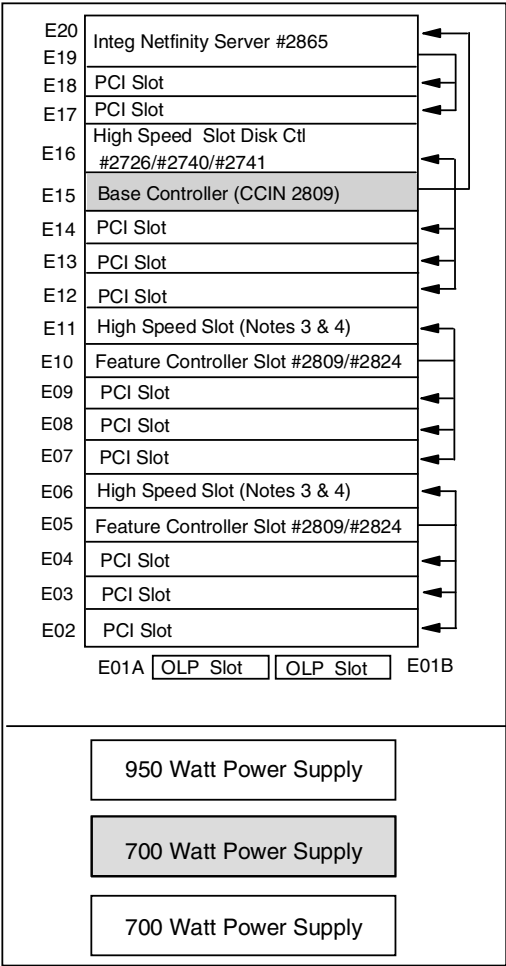 E20
Integ Netfinity Server #2865
E19
E18 PCI Slot
E17 PCI Slot
High Speed Slot Disk Ctl
E16
#2726/#2740/#2741
E15 Base Controller (CCIN 2809)
E14 PCI Slot
E13 PCI Slot
E12 PCI Slot
E11 High Speed Slot (Notes 3 & 4)
E10 Feature Controller Slot #2809/#2824
E09 PCI Slot
E08 PCI Slot
E07 PCI Slot
E06 High Speed Slot (Notes 3 & 4)
E05 Feature Controller Slot #2809/#2824
E04 PCI Slot
E03 PCI Slot
E02 PCI Slot
E01A OLP Slot OLP Slot E01B
950 Watt Power Supply
700 Watt Power Supply
700 Watt Power Supply